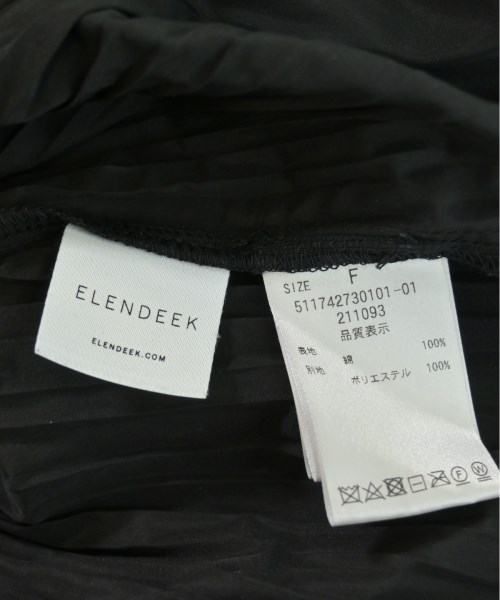 ELENDEEK
ELENDEEK.COM
SIZE F
511742730101-01
211093
品質表示
表地 綿 100%
別地 ポリエステル 100%
F W